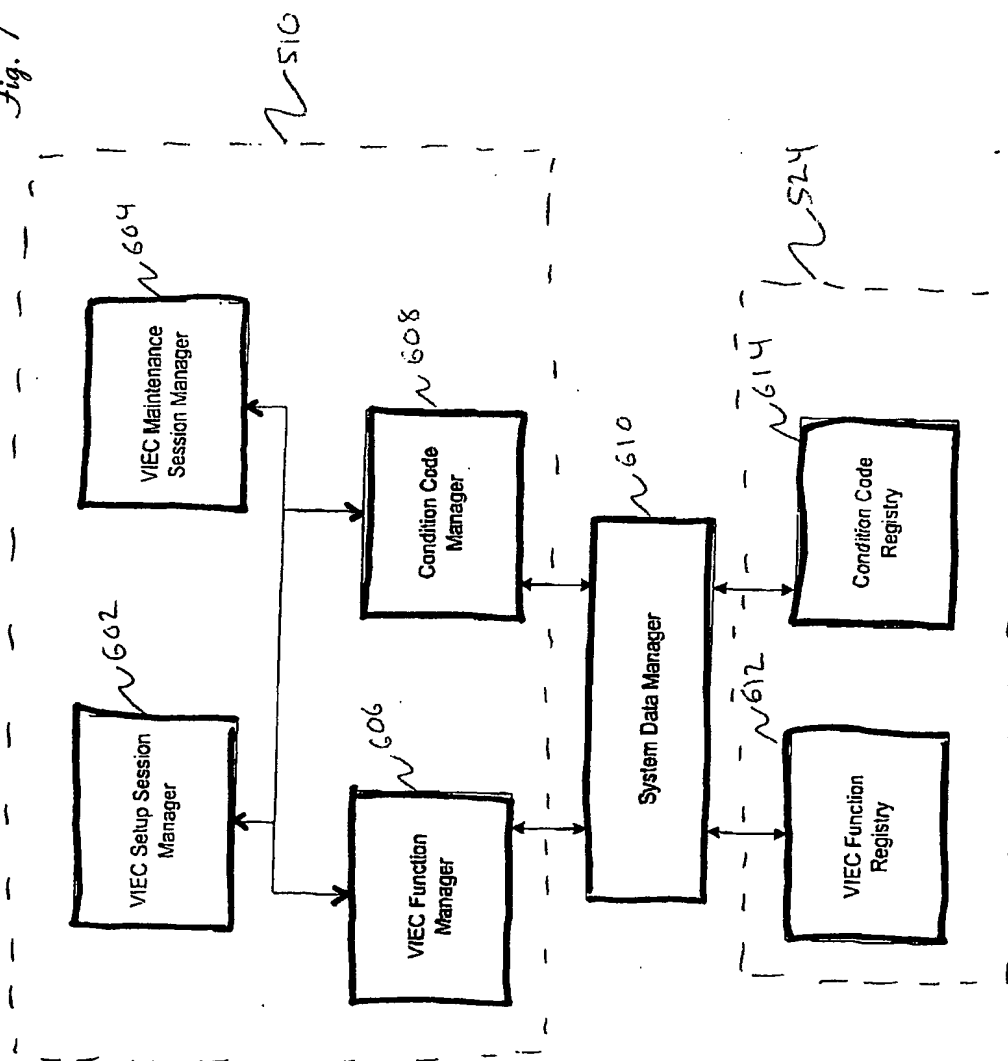 Fig. 7
510
VIEC Setup Session
Manager
602
VIEC Maintenance
Session Manager
604
VIEC Function
Manager
606
Condition Code
Manager
608
System Data Manager
610
524
VIEC Function
Registry
612
Condition Code
Registry
614